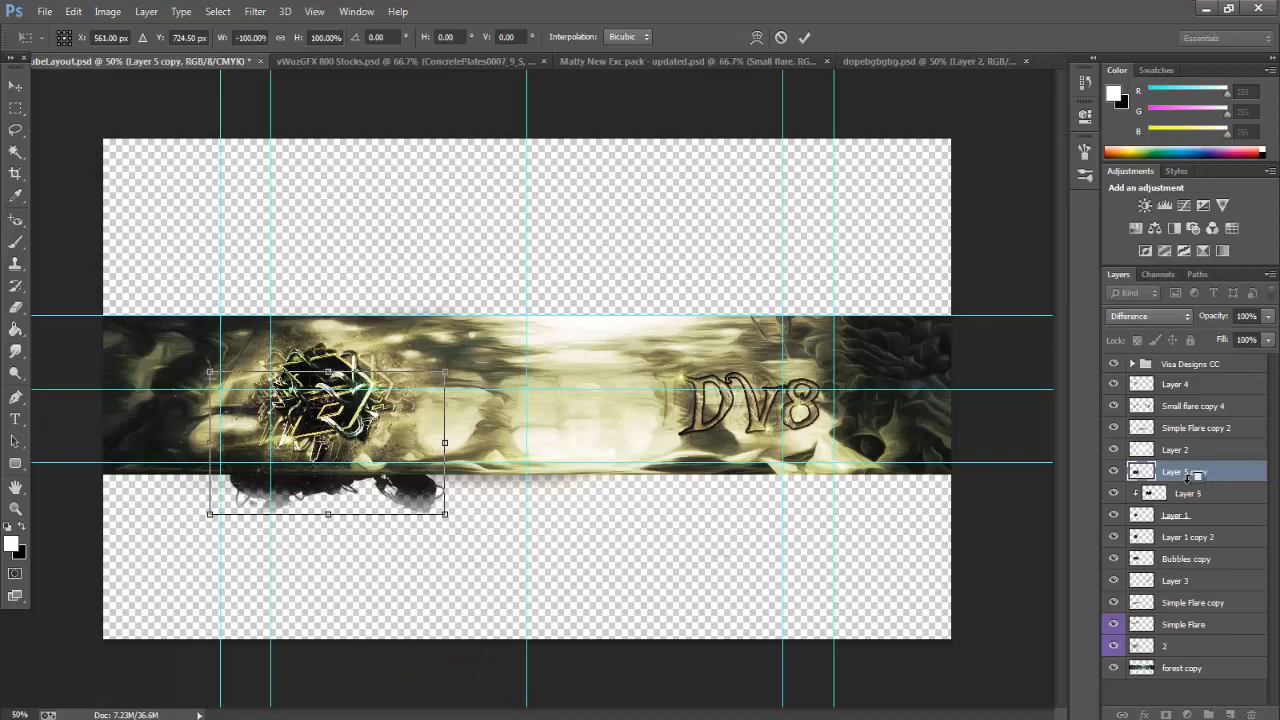 Ps File Edit Image Layer Type Select Filter 3D View Window Help
X: 561.00 px Y: 724.50 px W: -100.00% H: 100.00% 0.00 ° H: 0.00 ° V: 0.00 ° Interpolation: Bicubic Essentials
ubeLayout.psd @ 50% (Layer 5 copy, RGB/8/CMYK) * × vWuzGFX 800 Stocks.psd @ 66.7% (ConcretePlates0007_9_S, ... × Matty New Exc pack - updated.psd @ 66.7% (Small flare, RG... × dopebgbgbg.psd @ 50% (Layer 2, RGB/... ×
Color Swatches
R 255
G 255
B 255
Adjustments Styles
Add an adjustment
Layers Channels Paths
Kind
Difference Opacity: 100%
Lock: Fill: 100%
Visa Designs CC
Layer 4
Small flare copy 4
Simple Flare copy 2
Layer 2
Layer 5 copy
Layer 5
Layer 1
Layer 1 copy 2
Bubbles copy
Layer 3
Simple Flare copy
Simple Flare
2
forest copy
DV8
50% Doc: 7.23M/36.6M